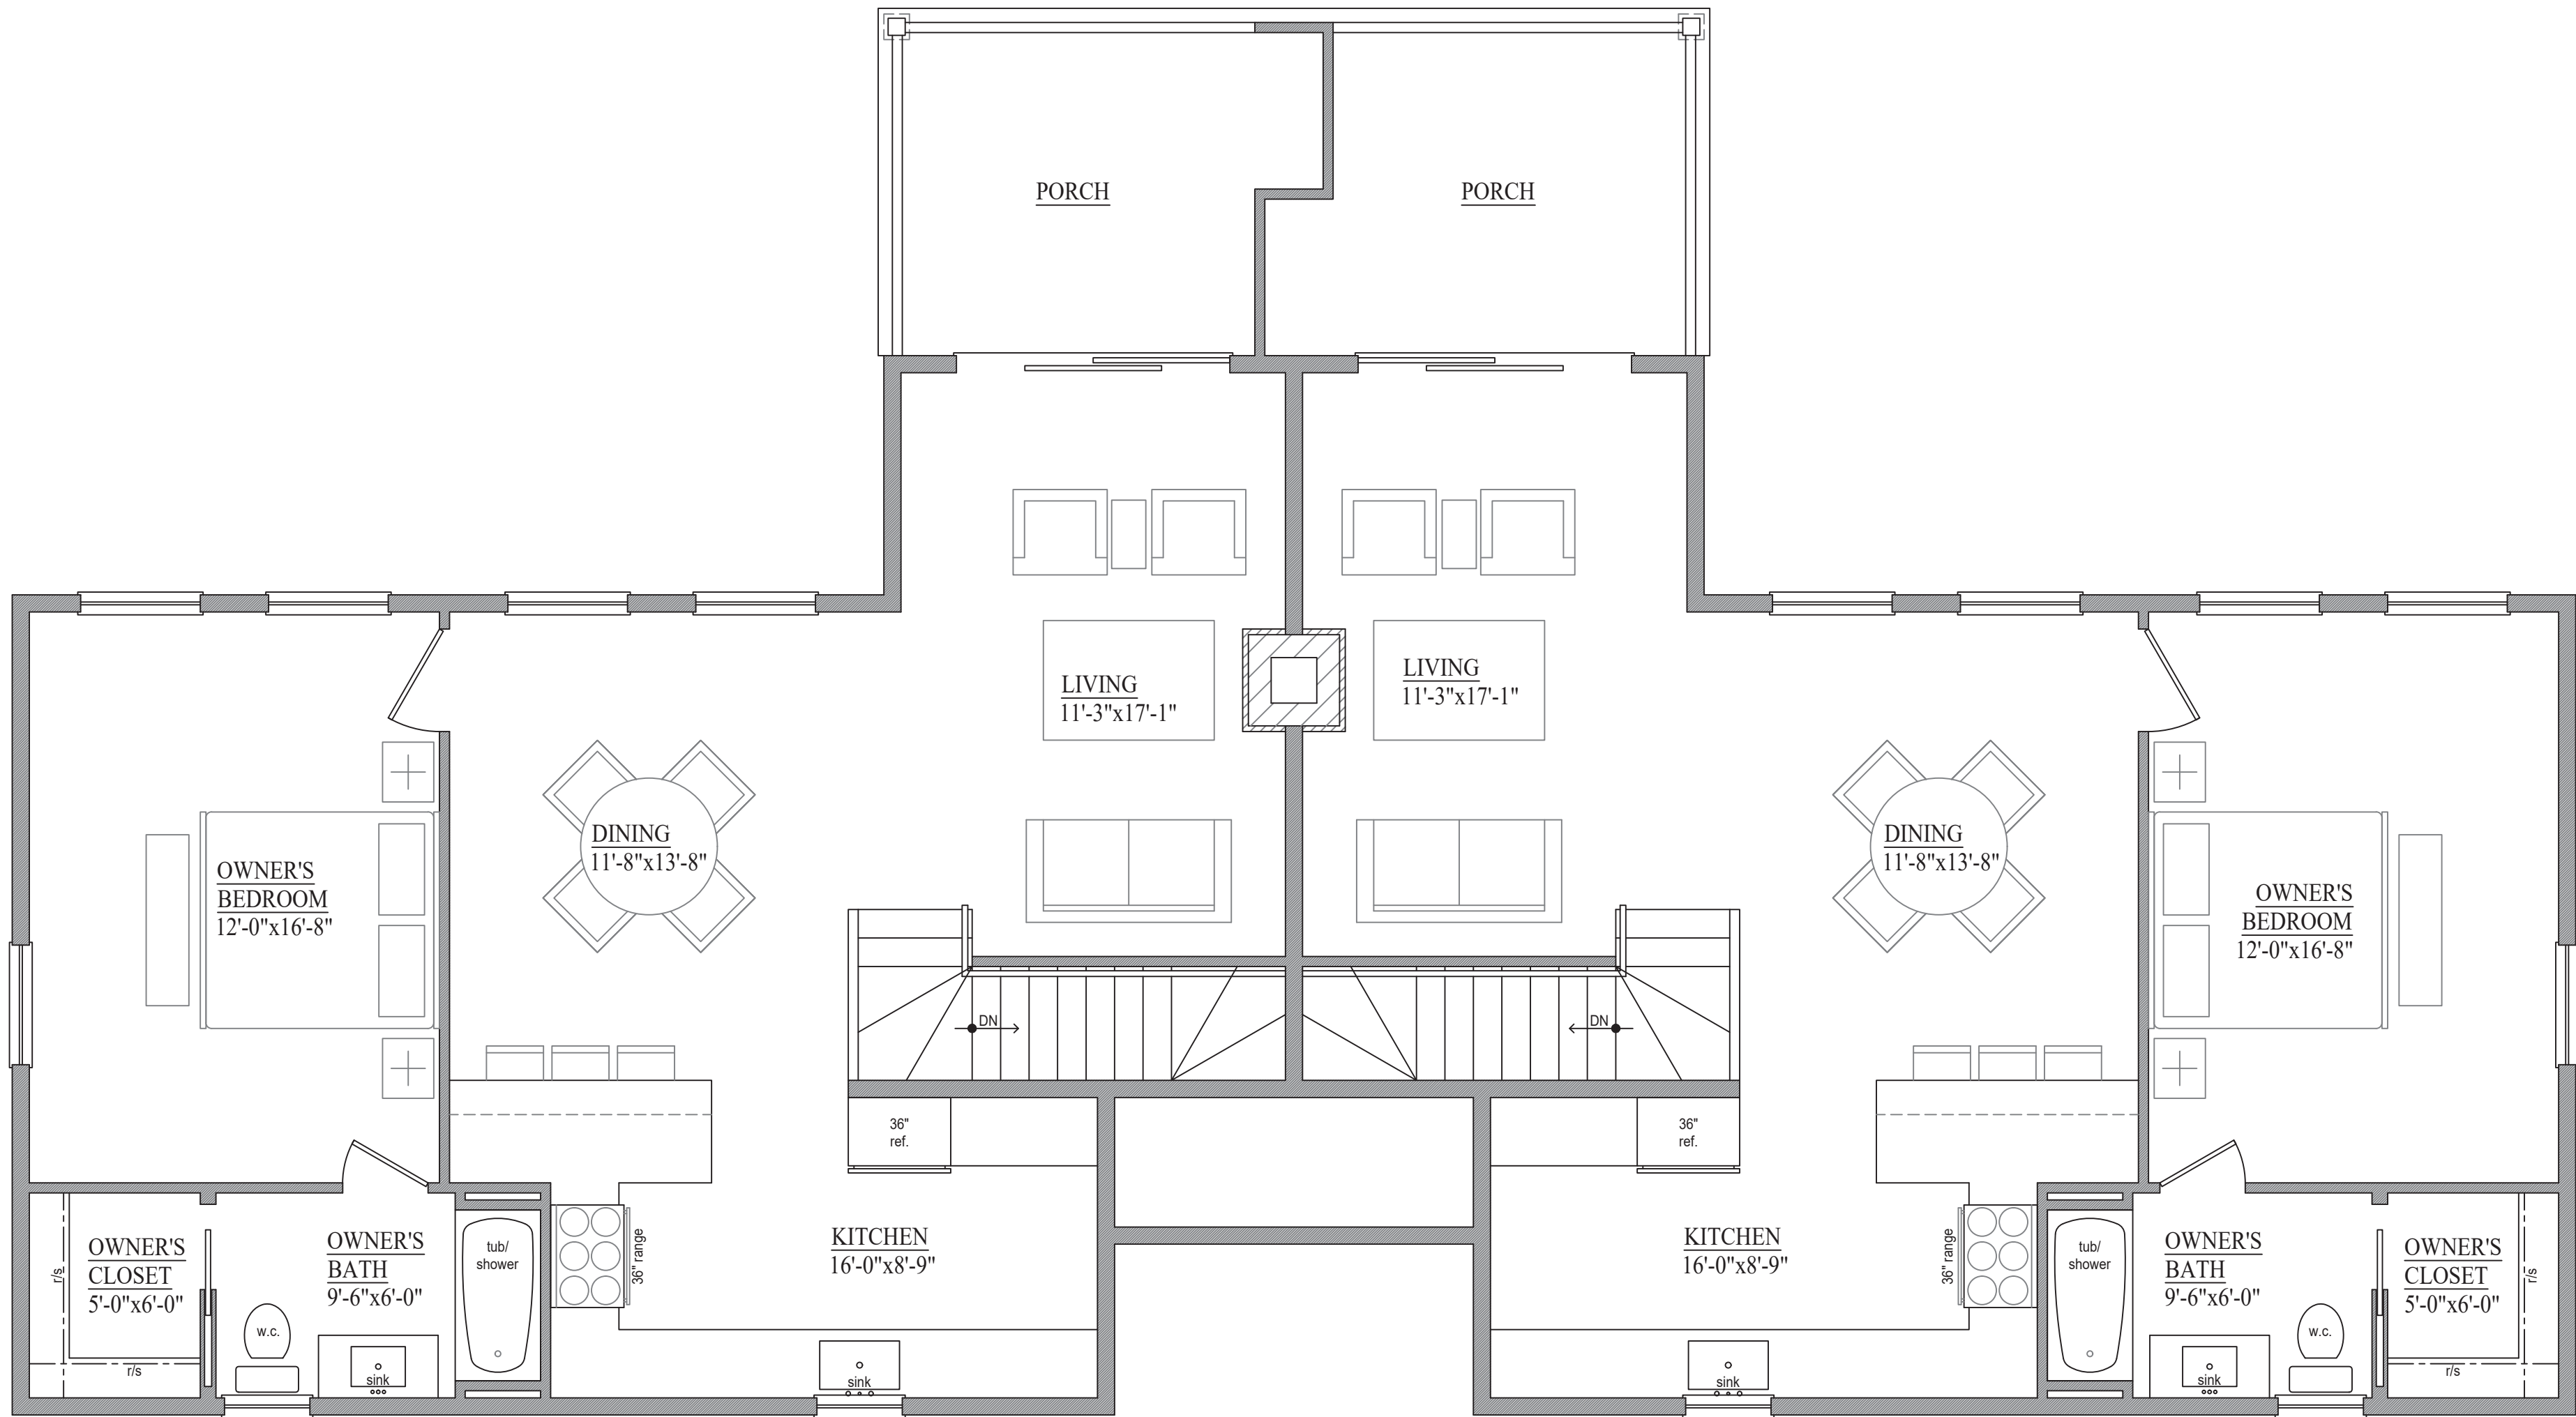 PORCH
PORCH
LIVING
11'-3"x17'-1"
LIVING
11'-3"x17'-1"
DINING
11'-8"x13'-8"
DINING
11'-8"x13'-8"
OWNER'S
BEDROOM
12'-0"x16'-8"
OWNER'S
BEDROOM
12'-0"x16'-8"
DN
DN
36"
ref.
36"
ref.
OWNER'S
CLOSET
5'-0"x6'-0"
r/s
r/s
OWNER'S
BATH
9'-6"x6'-0"
w.c.
sink
tub/
shower
36" range
KITCHEN
16'-0"x8'-9"
sink
KITCHEN
16'-0"x8'-9"
sink
36" range
tub/
shower
OWNER'S
BATH
9'-6"x6'-0"
sink
w.c.
OWNER'S
CLOSET
5'-0"x6'-0"
r/s
r/s